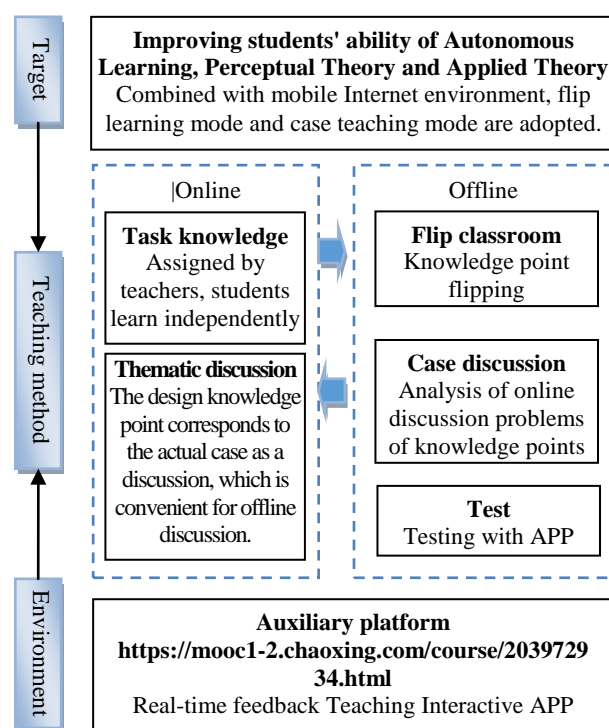 Target
Improving students' ability of Autonomous
Learning, Perceptual Theory and Applied Theory
Combined with mobile Internet environment, flip
learning mode and case teaching mode are adopted.
Teaching method
|Online
Task knowledge
Assigned by
teachers, students
learn independently
Thematic discussion
The design knowledge
point corresponds to
the actual case as a
discussion, which is
convenient for offline
discussion.
Offline
Flip classroom
Knowledge point
flipping
Case discussion
Analysis of online
discussion problems
of knowledge points
Test
Testing with APP
Environment
Auxiliary platform
https://mooc1-2.chaoxing.com/course/2039729
34.html
Real-time feedback Teaching Interactive APP